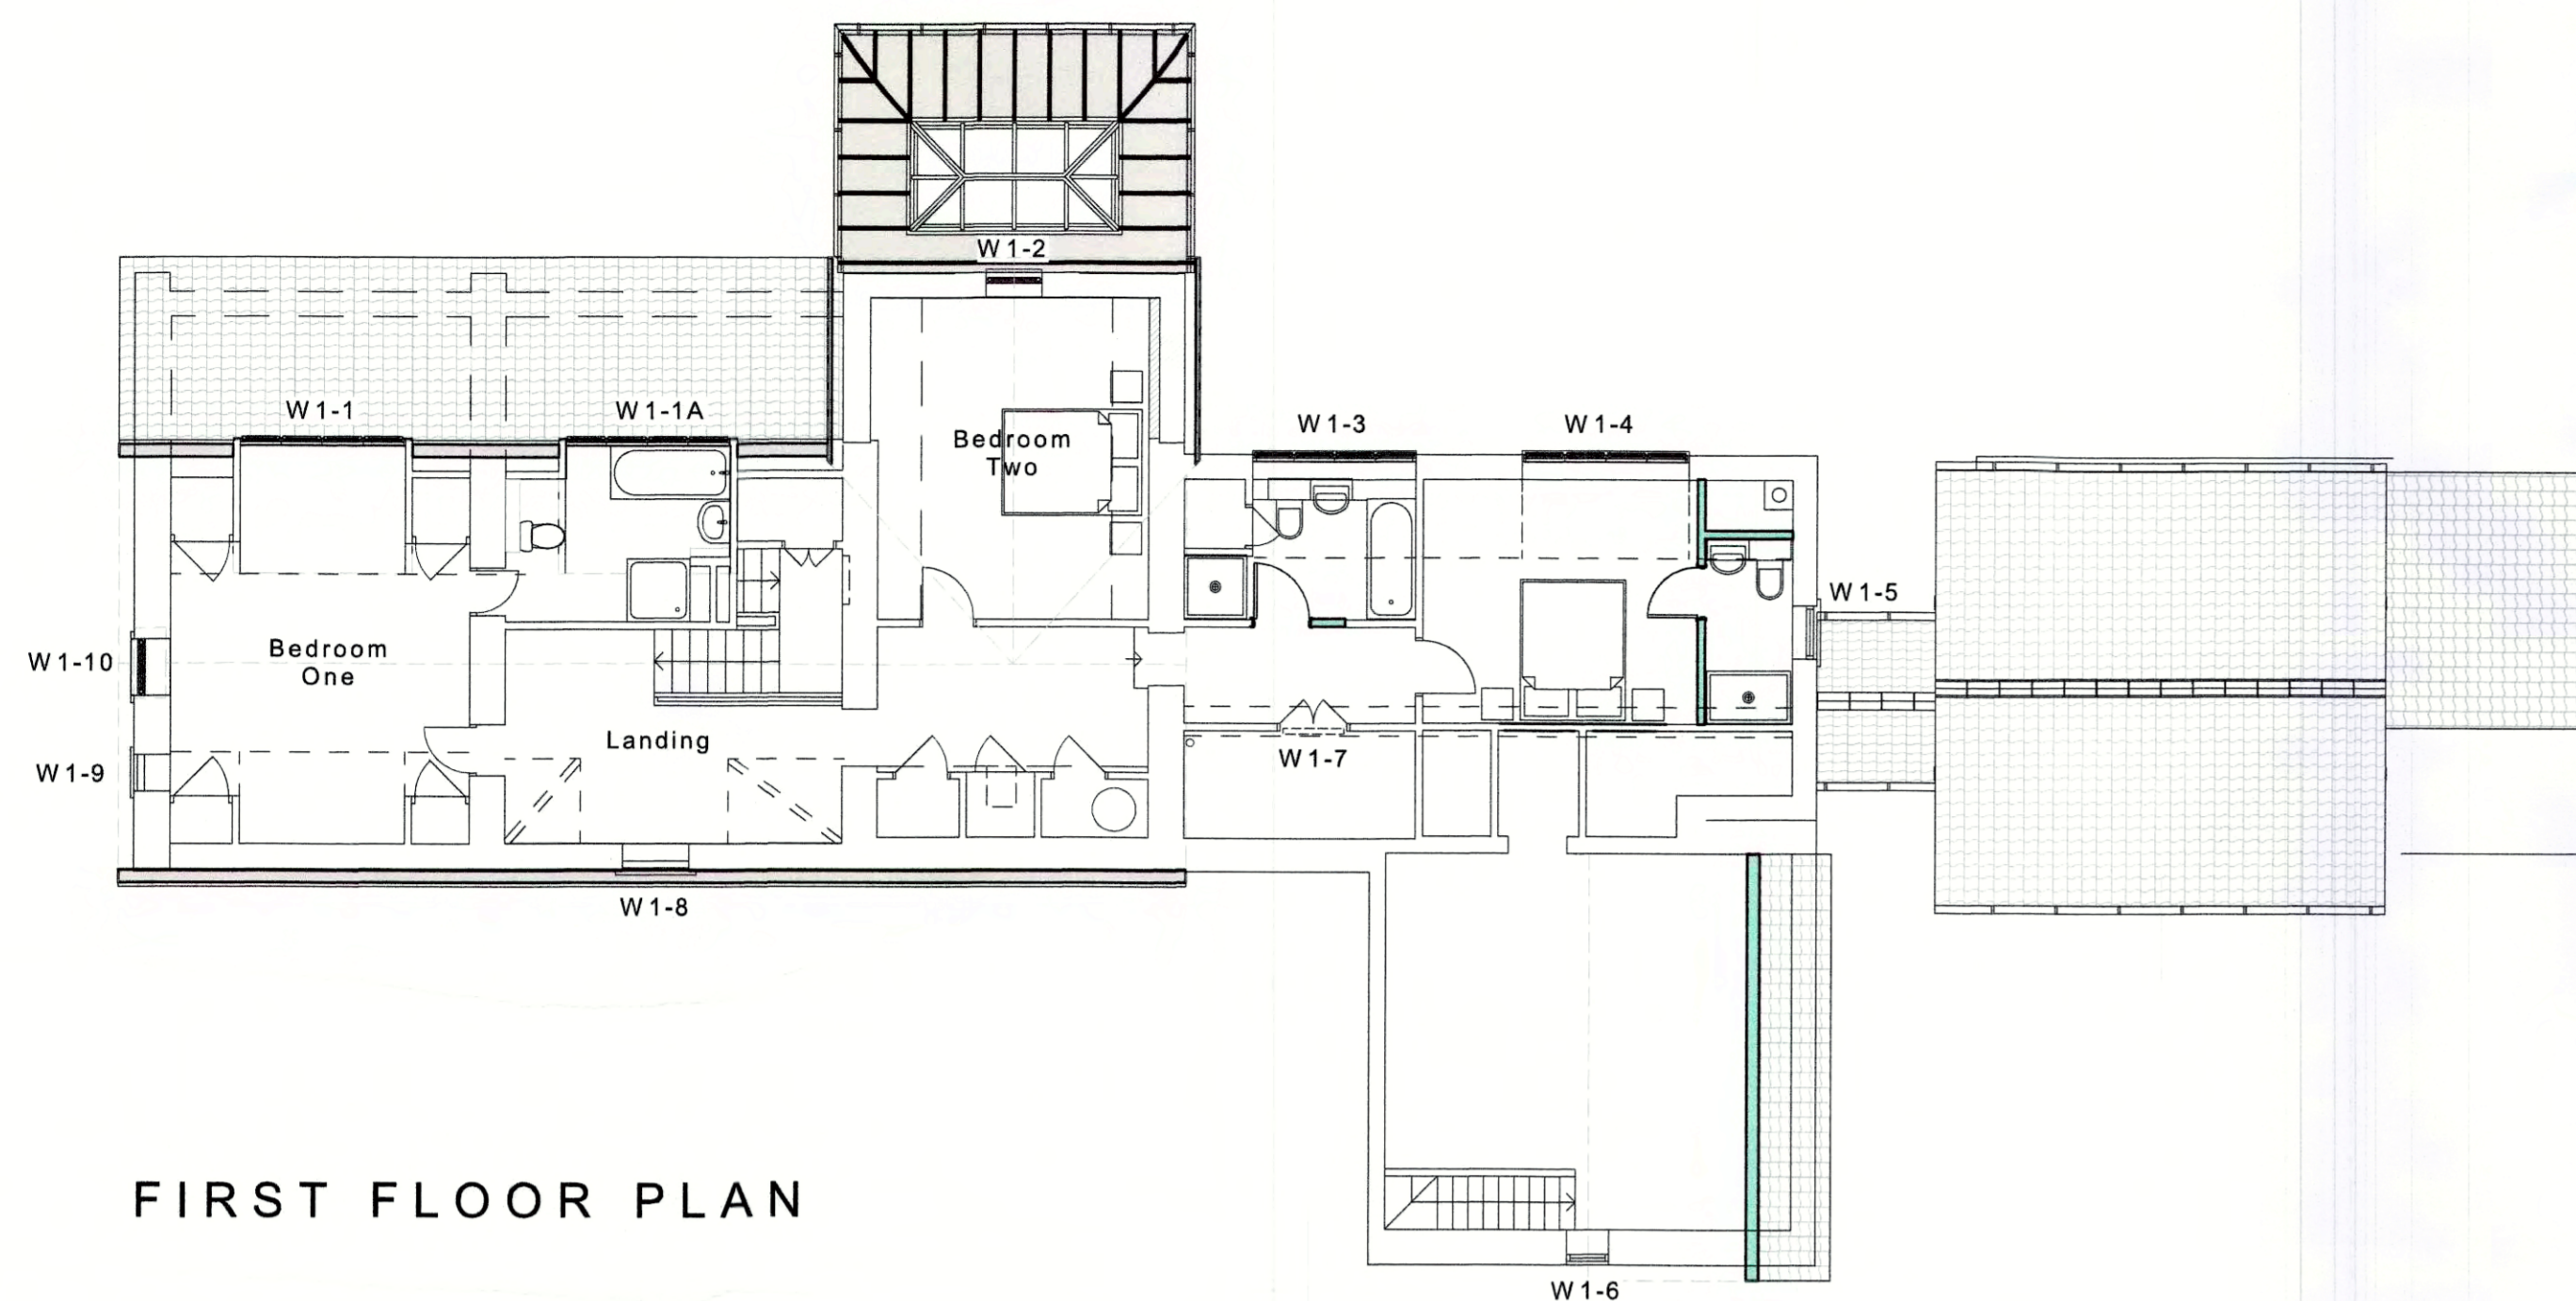 W1-2
W1-1
W1-1A
W1-3
W1-4
Bedroom
Two
W1-5
Bedroom
One
W1-10
Landing
W1-7
W1-9
W1-8
FIRST FLOOR PLAN
W1-6